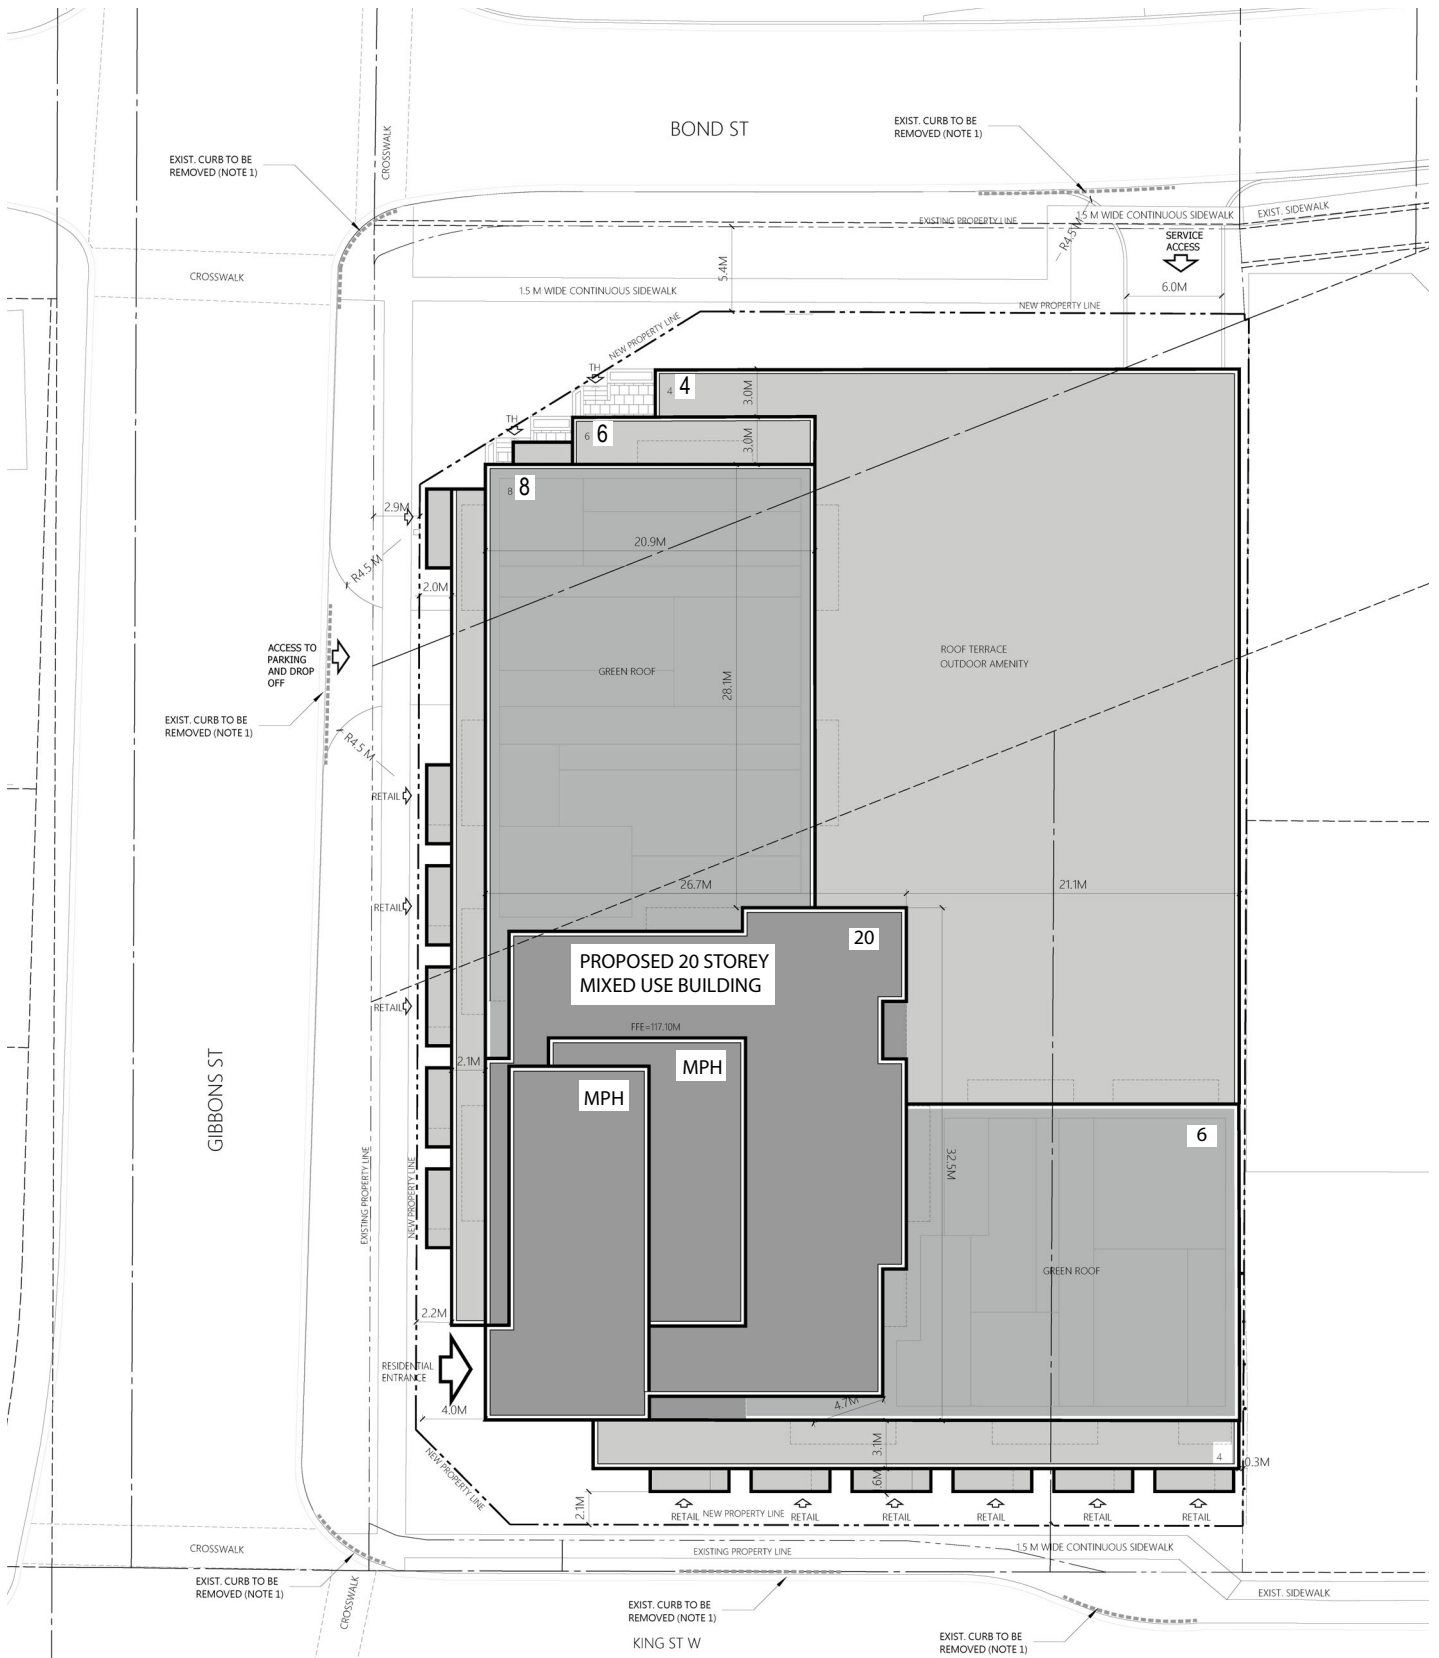 BOND ST
EXIST. CURB TO BE
REMOVED (NOTE 1)
CROSSWALK
EXIST. CURB TO BE
REMOVED (NOTE 1)
EXISTING PROPERTY LINE
1.5 M WIDE CONTINUOUS SIDEWALK
EXIST. SIDEWALK
R4.5 M
SERVICE
ACCESS
CROSSWALK
5.4M
1.5 M WIDE CONTINUOUS SIDEWALK
6.0M
NEW PROPERTY LINE
NEW PROPERTY LINE
TH
4
4
3.0M
TH
6
6
3.0M
8
8
2.9M
20.9M
R4.5 M
2.0M
ACCESS TO
PARKING
AND DROP
OFF
GREEN ROOF
28.1M
ROOF TERRACE
OUTDOOR AMENITY
EXIST. CURB TO BE
REMOVED (NOTE 1)
R4.5 M
RETAIL
26.7M
21.1M
RETAIL
20
PROPOSED 20 STOREY
MIXED USE BUILDING
RETAIL
FFE=117.10M
2.1M
MPH
MPH
GIBBONS ST
6
32.5M
EXISTING PROPERTY LINE
NEW PROPERTY LINE
GREEN ROOF
2.2M
RESIDENTIAL
ENTRANCE
4.0M
4.7M
NEW PROPERTY LINE
3.1M
4
0.3M
.6M
2.1M
RETAIL
NEW PROPERTY LINE
RETAIL
RETAIL
RETAIL
RETAIL
RETAIL
CROSSWALK
EXISTING PROPERTY LINE
1.5 M WIDE CONTINUOUS SIDEWALK
EXIST. CURB TO BE
REMOVED (NOTE 1)
CROSSWALK
EXIST. SIDEWALK
EXIST. CURB TO BE
REMOVED (NOTE 1)
KING ST W
EXIST. CURB TO BE
REMOVED (NOTE 1)